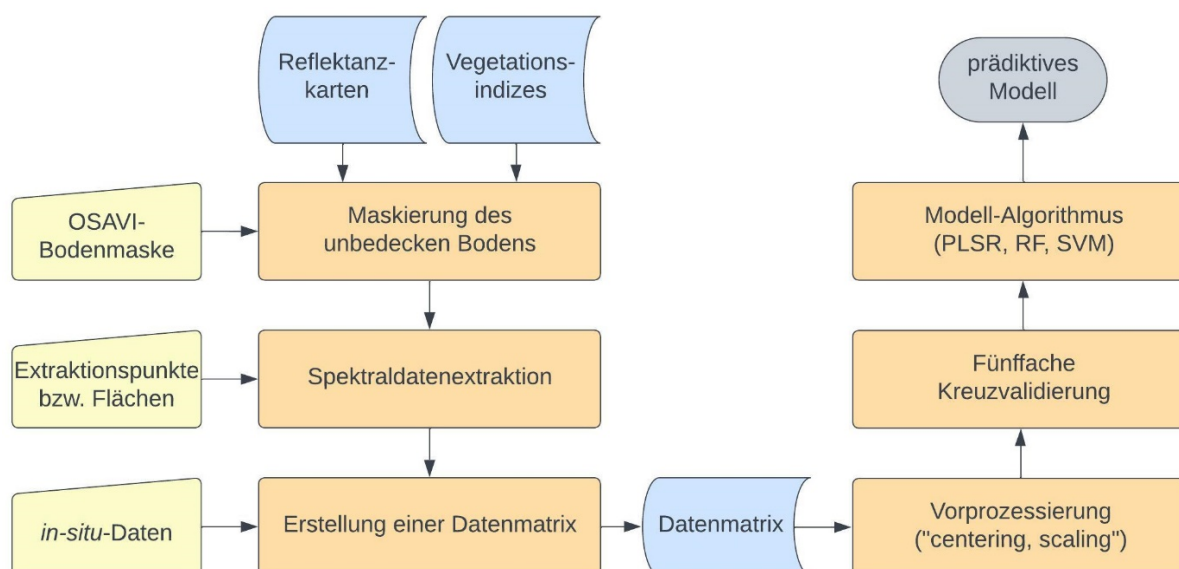 Reflektanz-
karten
Vegetations-
indizes
prädiktives
Modell
OSAVI-
Bodenmaske
Maskierung des
unbedecken Bodens
Modell-Algorithmus
(PLSR, RF, SVM)
Extraktionspunkte
bzw. Flächen
Spektraldatenextraktion
Fünffache
Kreuzvalidierung
in-situ-Daten
Erstellung einer Datenmatrix
Datenmatrix
Vorprozessierung
("centering, scaling")